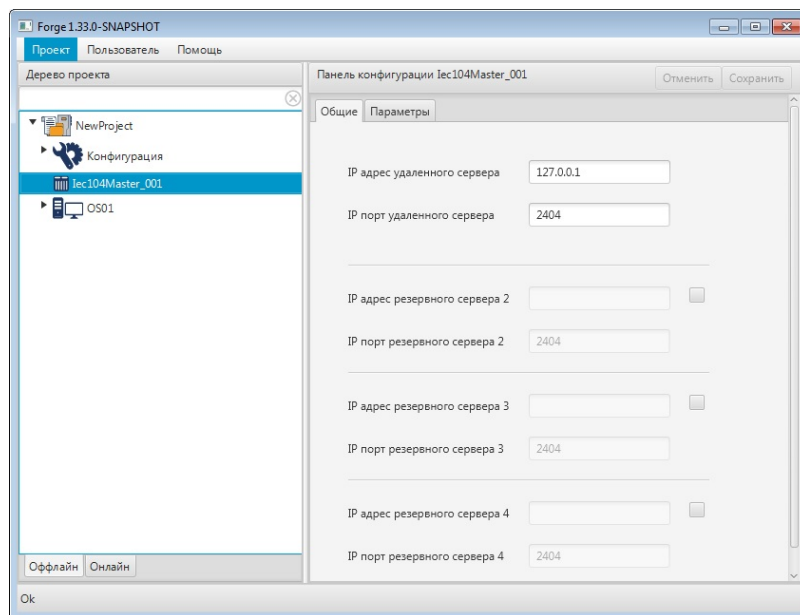 Forge 1.33.0-SNAPSHOT
Проект Пользователь Помощь
Дерево проекта
NewProject
Конфигурация
Iec104Master_001
OS01
Оффлайн Онлайн
Панель конфигурации Iec104Master_001
Отменить Сохранить
Общие Параметры
IP адрес удаленного сервера 127.0.0.1
IP порт удаленного сервера 2404
IP адрес резервного сервера 2
IP порт резервного сервера 2 2404
IP адрес резервного сервера 3
IP порт резервного сервера 3 2404
IP адрес резервного сервера 4
IP порт резервного сервера 4 2404
Ok